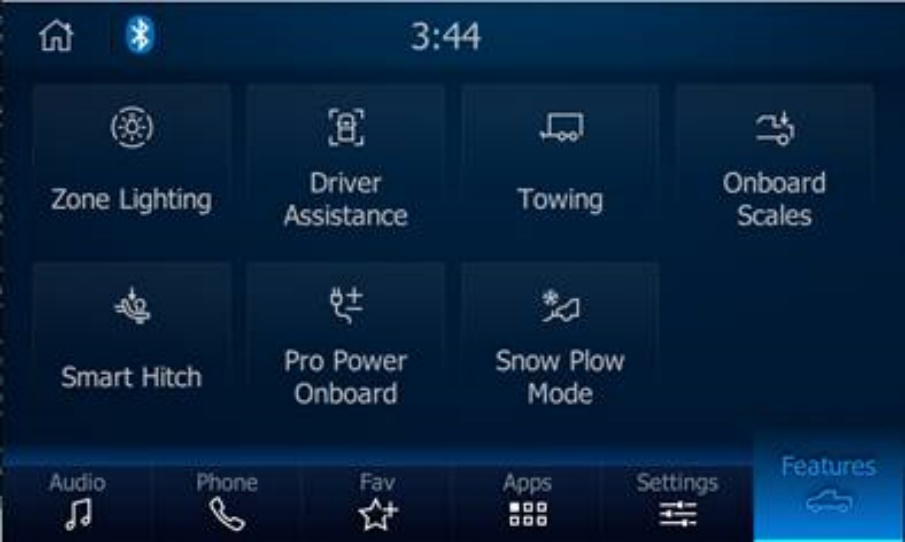 3:44
Zone Lighting
Driver
Assistance
Towing
Onboard
Scales
Smart Hitch
Pro Power
Onboard
Snow Plow
Mode
Audio
Phone
Fav
Apps
Settings
Features